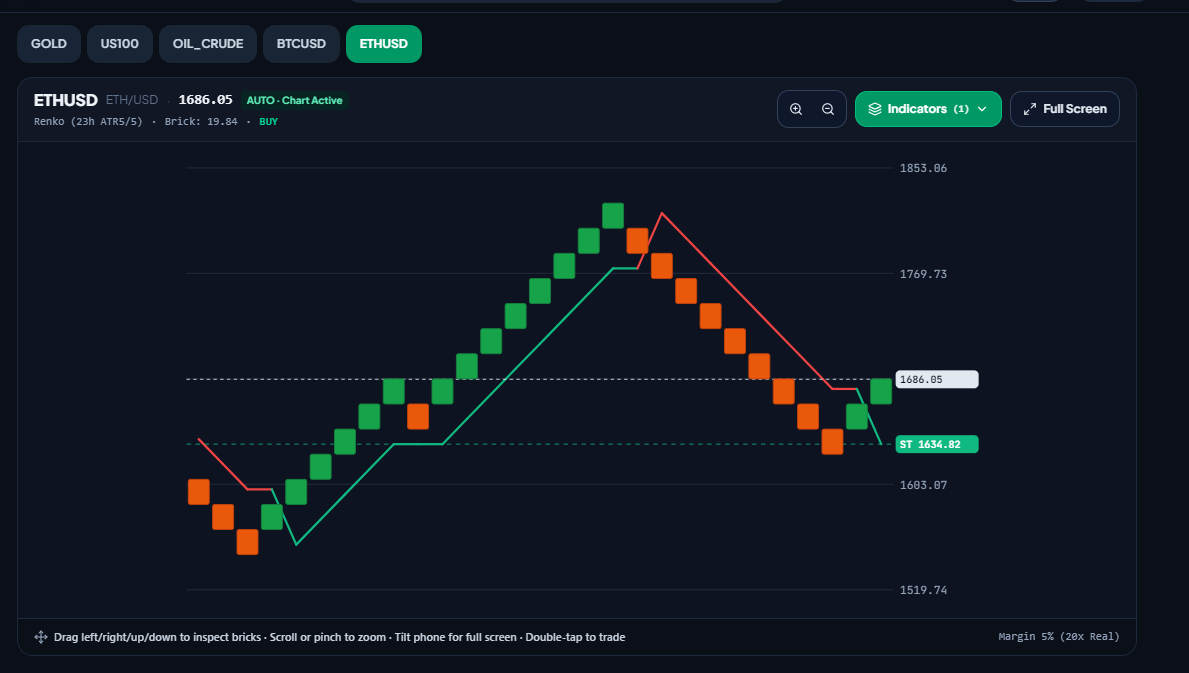 GOLD US100 OIL_CRUDE BTCUSD ETHUSD
ETHUSD ETH/USD · 1686.05 AUTO · Chart Active
Renko (23h ATR5/5) · Brick: 19.84 · BUY
Indicators (1) Full Screen
1853.06
1769.73
1686.05
ST 1634.82
1603.07
1519.74
Drag left/right/up/down to inspect bricks · Scroll or pinch to zoom · Tilt phone for full screen · Double-tap to trade
Margin 5% (20x Real)